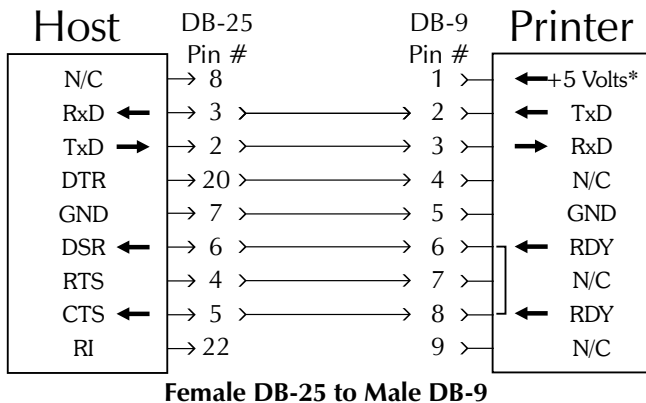 Host DB-25 DB-9 Printer
Pin # Pin #
N/C 8 1 +5 Volts*
RxD 3 2 TxD
TxD 2 3 RxD
DTR 20 4 N/C
GND 7 5 GND
DSR 6 6 RDY
RTS 4 7 N/C
CTS 5 8 RDY
RI 22 9 N/C
Female DB-25 to Male DB-9